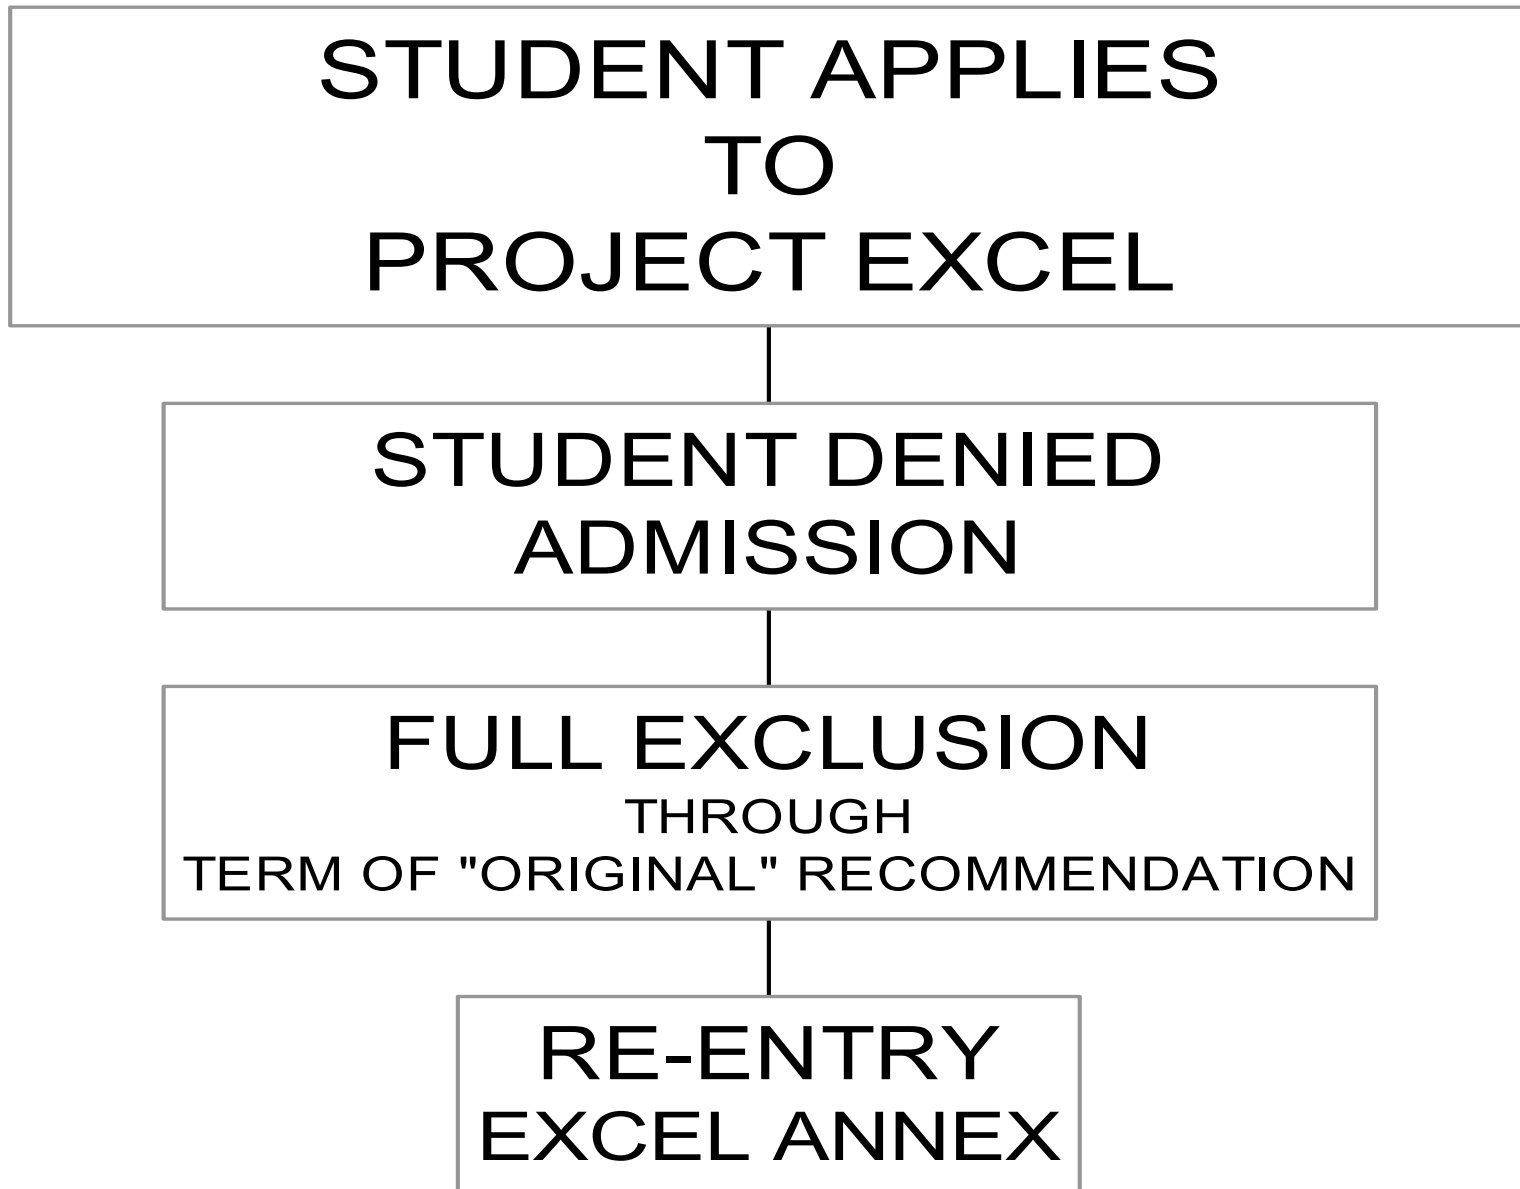 STUDENT APPLIES
TO
PROJECT EXCEL
STUDENT DENIED
ADMISSION
FULL EXCLUSION
THROUGH
TERM OF "ORIGINAL" RECOMMENDATION
RE-ENTRY
EXCEL ANNEX